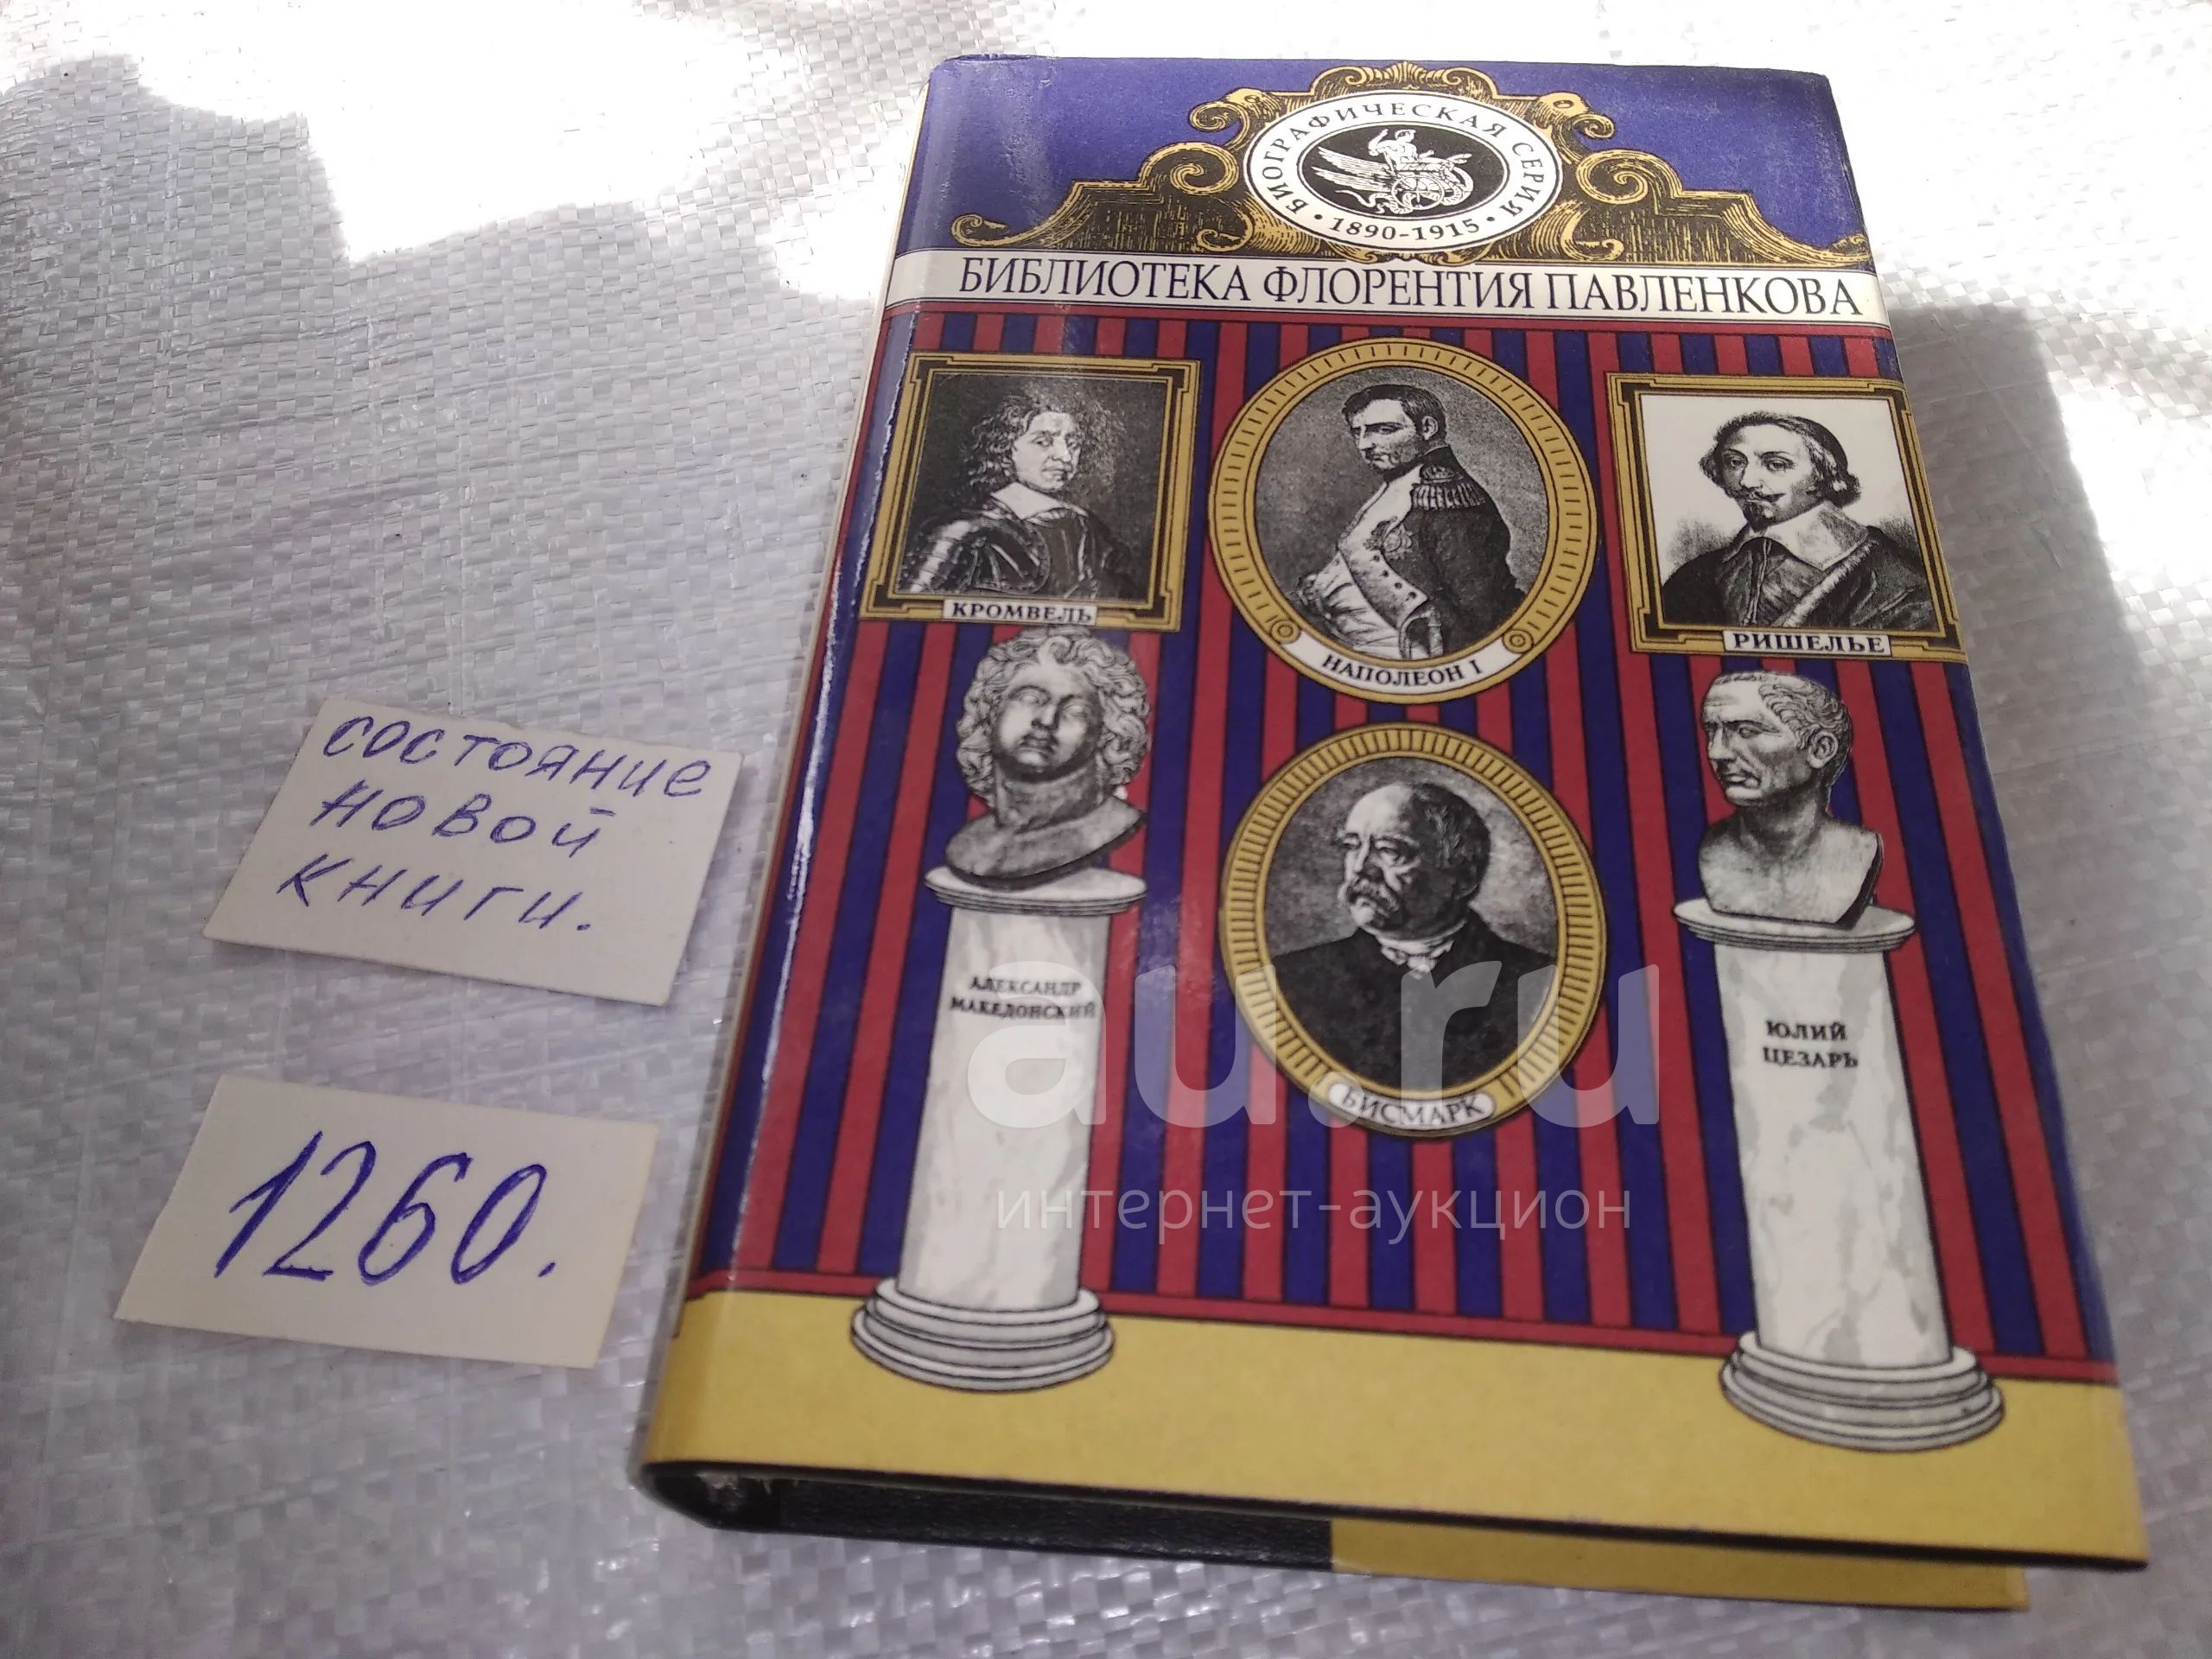 БИОГРАФИЧЕСКАЯ СЕРИЯ
• 1890-1915 •
БИБЛИОТЕКА ФЛОРЕНТИЯ ПАВЛЕНКОВА
КРОМВЕЛЬ
НАПОЛЕОН I
РИШЕЛЬЕ
АЛЕКСАНДР
МАКЕДОНСКИЙ
БИСМАРК
ЮЛИЙ
ЦЕЗАРЬ
состояние
новой
книги.
1260.
au.ru
интернет-аукцион